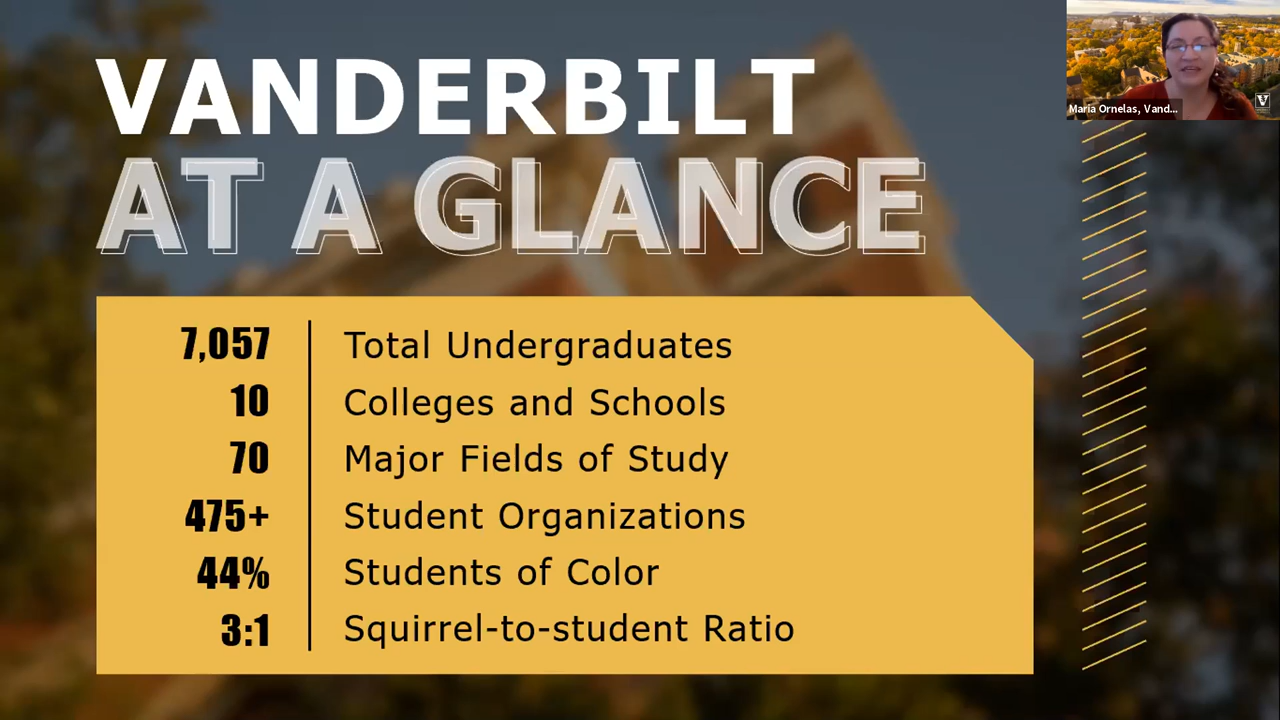 VANDERBILT
AT A GLANCE
Maria Ornelas, Vand...
V
7,057 Total Undergraduates
10 Colleges and Schools
70 Major Fields of Study
475+ Student Organizations
44% Students of Color
3:1 Squirrel-to-student Ratio